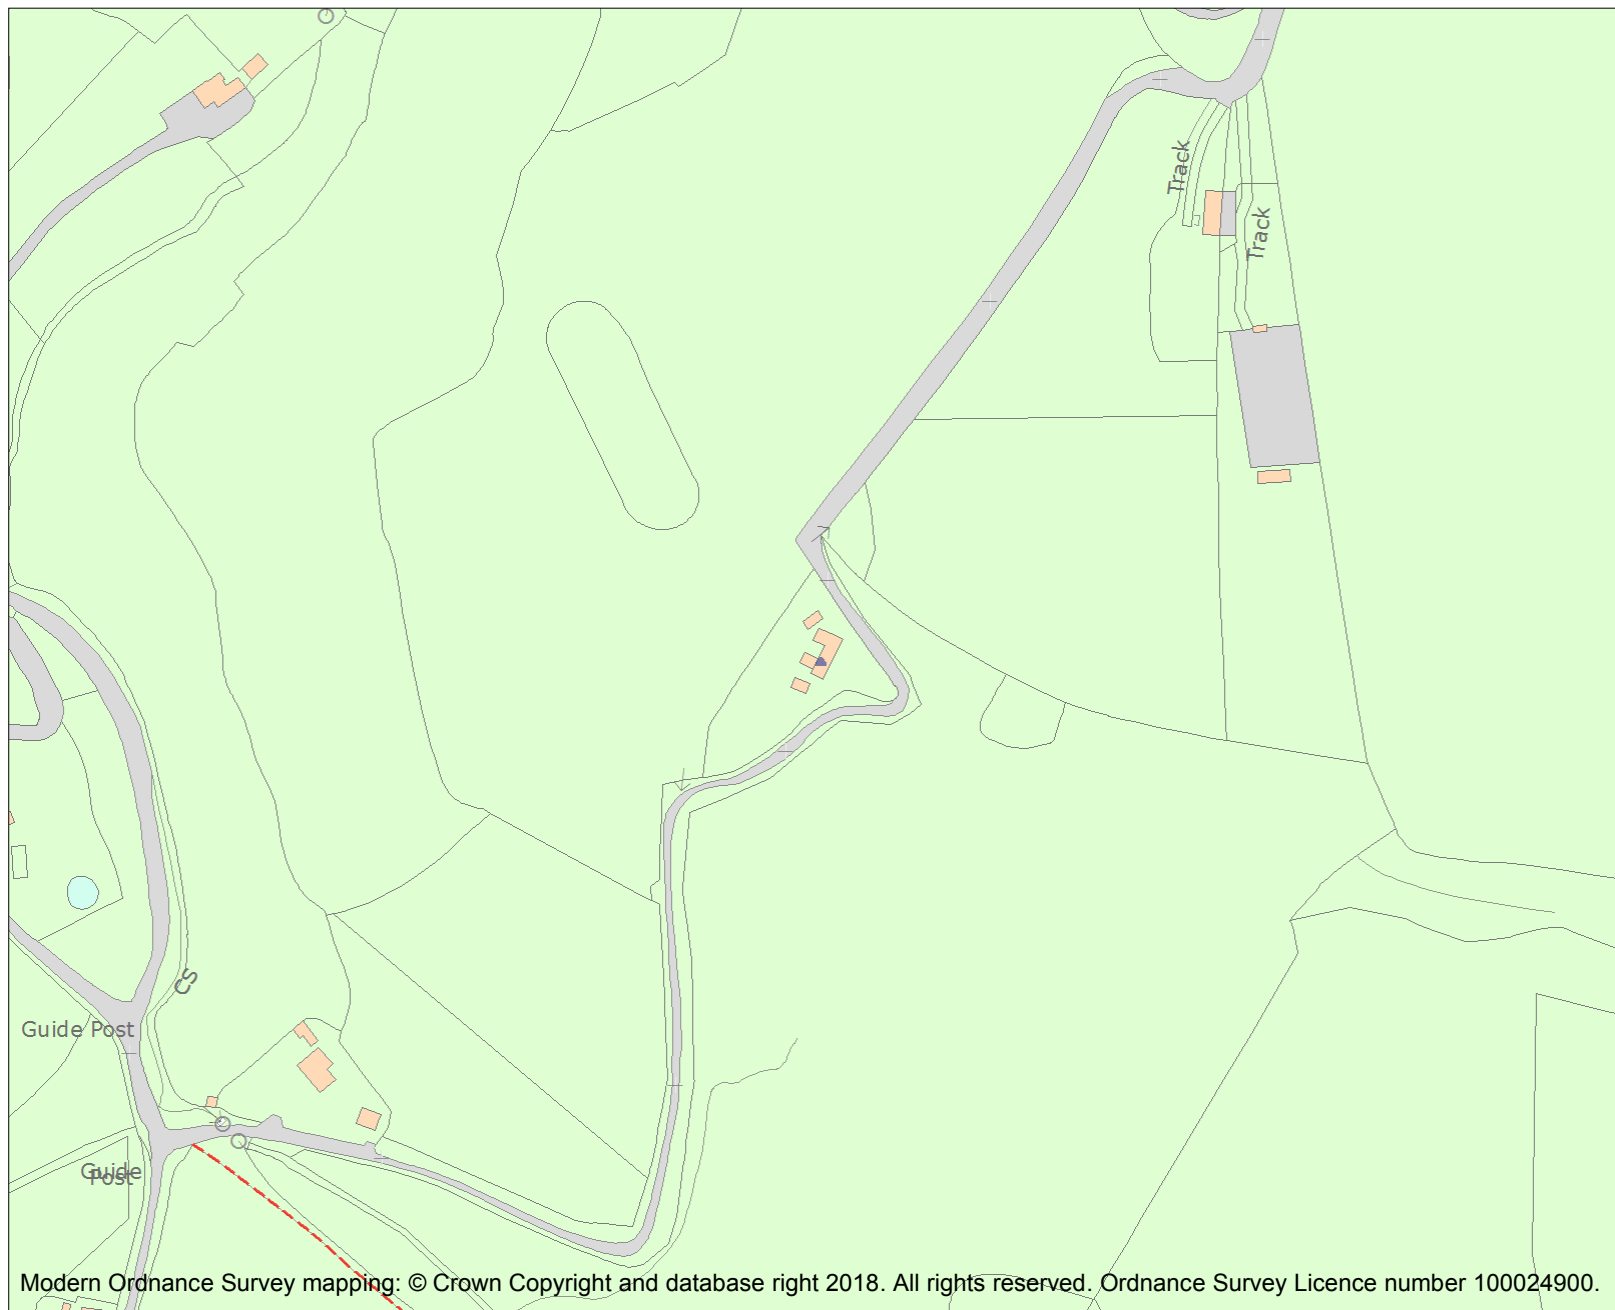 Track
Track
CS
Guide Post
Guide
Post
Modern Ordnance Survey mapping: © Crown Copyright and database right 2018. All rights reserved. Ordnance Survey Licence number 100024900.